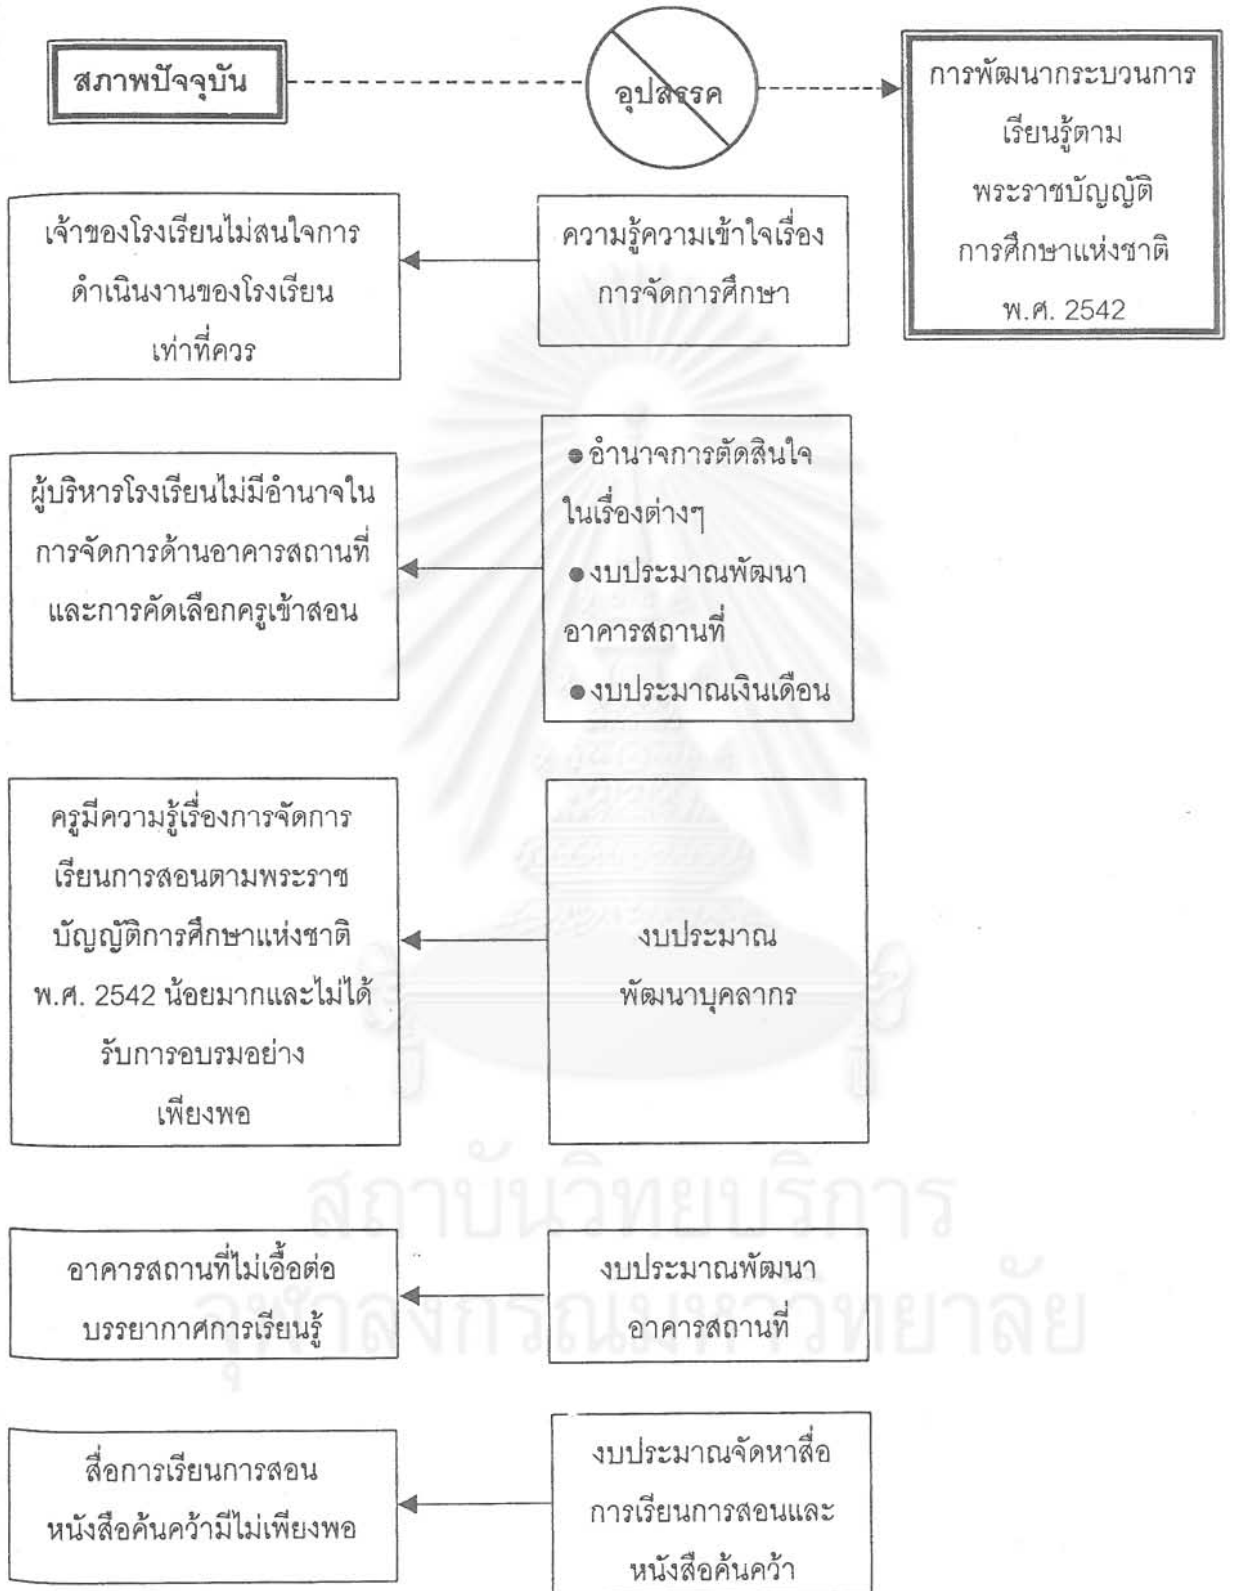 สภาพปัจจุบัน
อุปสรรค
การพัฒนากระบวนการ
เรียนรู้ตาม
พระราชบัญญัติ
การศึกษาแห่งชาติ
พ.ศ. 2542
เจ้าของโรงเรียนไม่สนใจการ
ดำเนินงานของโรงเรียน
เท่าที่ควร
ความรู้ความเข้าใจเรื่อง
การจัดการศึกษา
ผู้บริหารโรงเรียนไม่มีอำนาจใน
การจัดการด้านอาคารสถานที่
และการคัดเลือกครูเข้าสอน
● อำนาจการตัดสินใจ
ในเรื่องต่างๆ
● งบประมาณพัฒนา
อาคารสถานที่
● งบประมาณเงินเดือน
ครูมีความรู้เรื่องการจัดการ
เรียนการสอนตามพระราช
บัญญัติการศึกษาแห่งชาติ
พ.ศ. 2542 น้อยมากและไม่ได้
รับการอบรมอย่าง
เพียงพอ
งบประมาณ
พัฒนาบุคลากร
อาคารสถานที่ไม่เอื้อต่อ
บรรยากาศการเรียนรู้
งบประมาณพัฒนา
อาคารสถานที่
สื่อการเรียนการสอน
หนังสือค้นคว้ามีไม่เพียงพอ
งบประมาณจัดหาสื่อ
การเรียนการสอนและ
หนังสือค้นคว้า
สถาบันวิทยบริการ
จุฬาลงกรณ์มหาวิทยาลัย